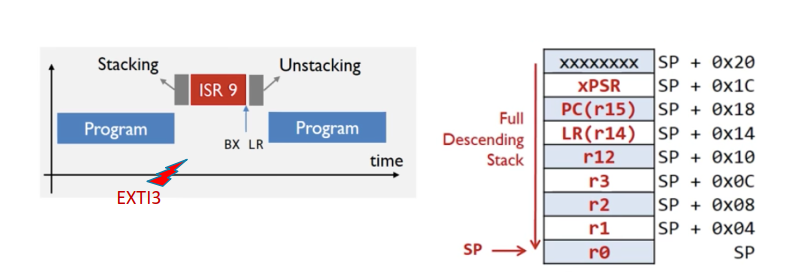 Stacking
Unstacking
ISR 9
Program
Program
BX LR
time
EXTI3
Full
Descending
Stack
SP
xxxxxxxx SP + 0x20
xPSR SP + 0x1C
PC(r15) SP + 0x18
LR(r14) SP + 0x14
r12 SP + 0x10
r3 SP + 0x0C
r2 SP + 0x08
r1 SP + 0x04
r0 SP